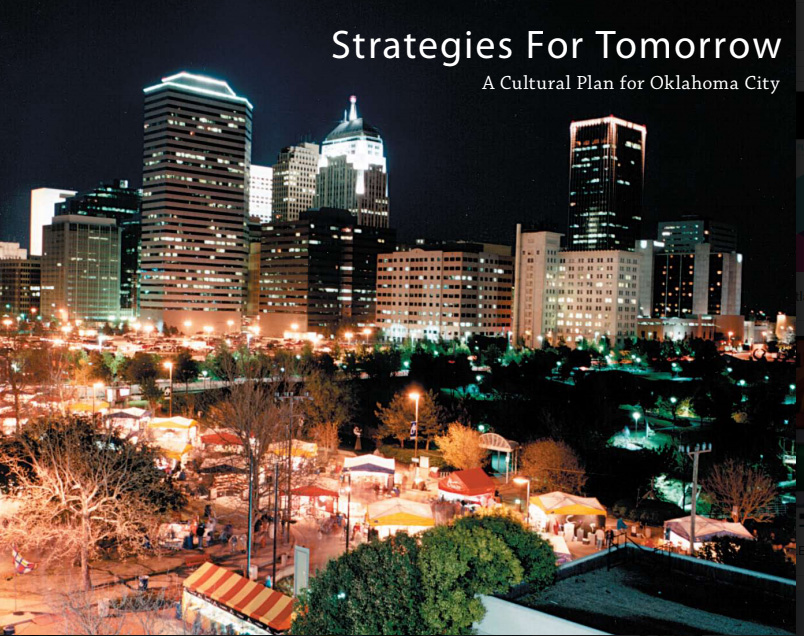 Strategies For Tomorrow
A Cultural Plan for Oklahoma City